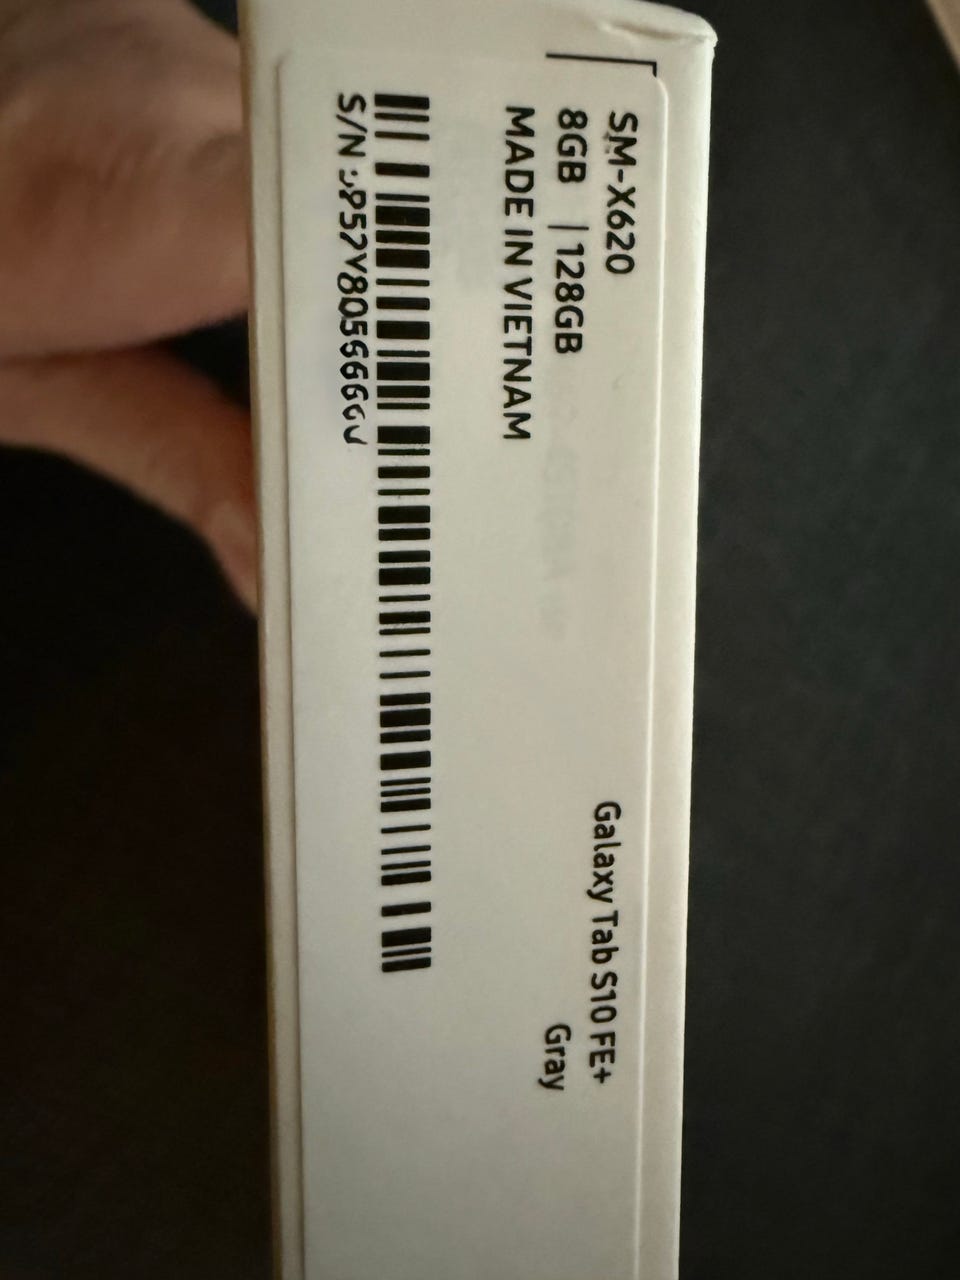 SM-X620
Galaxy Tab S10 FE+
8GB | 128GB
Gray
MADE IN VIETNAM
S/N :